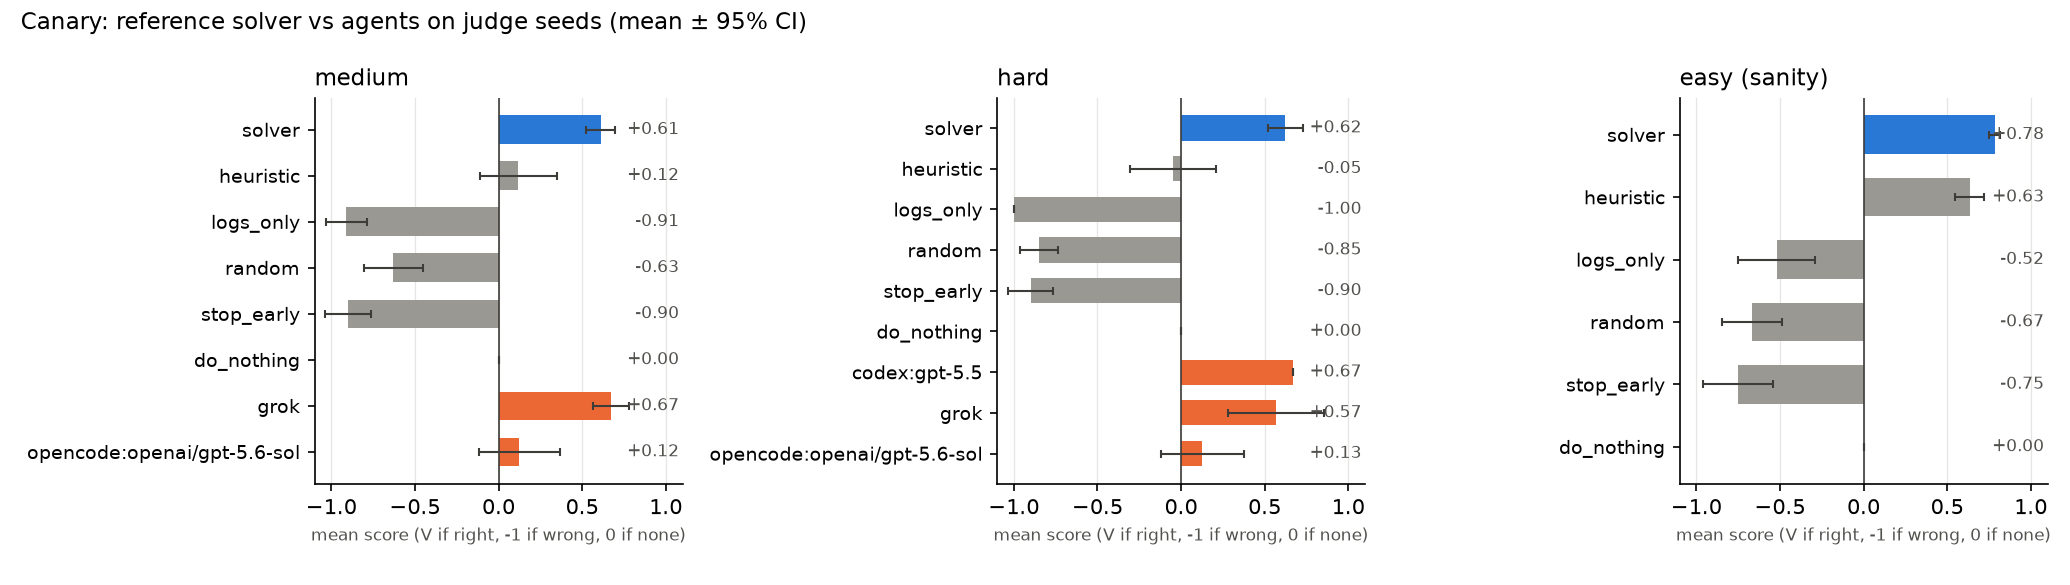 Canary: reference solver vs agents on judge seeds (mean ± 95% CI)
medium
solver
+0.61
heuristic
+0.12
logs_only
-0.91
random
-0.63
stop_early
-0.90
do_nothing
+0.00
grok
+0.67
opencode:openai/gpt-5.6-sol
+0.12
−1.0 −0.5 0.0 0.5 1.0
mean score (V if right, -1 if wrong, 0 if none)
hard
solver
+0.62
heuristic
-0.05
logs_only
-1.00
random
-0.85
stop_early
-0.90
do_nothing
+0.00
codex:gpt-5.5
+0.67
grok
+0.57
opencode:openai/gpt-5.6-sol
+0.13
−1.0 −0.5 0.0 0.5 1.0
mean score (V if right, -1 if wrong, 0 if none)
easy (sanity)
solver
+0.78
heuristic
+0.63
logs_only
-0.52
random
-0.67
stop_early
-0.75
do_nothing
+0.00
−1.0 −0.5 0.0 0.5 1.0
mean score (V if right, -1 if wrong, 0 if none)